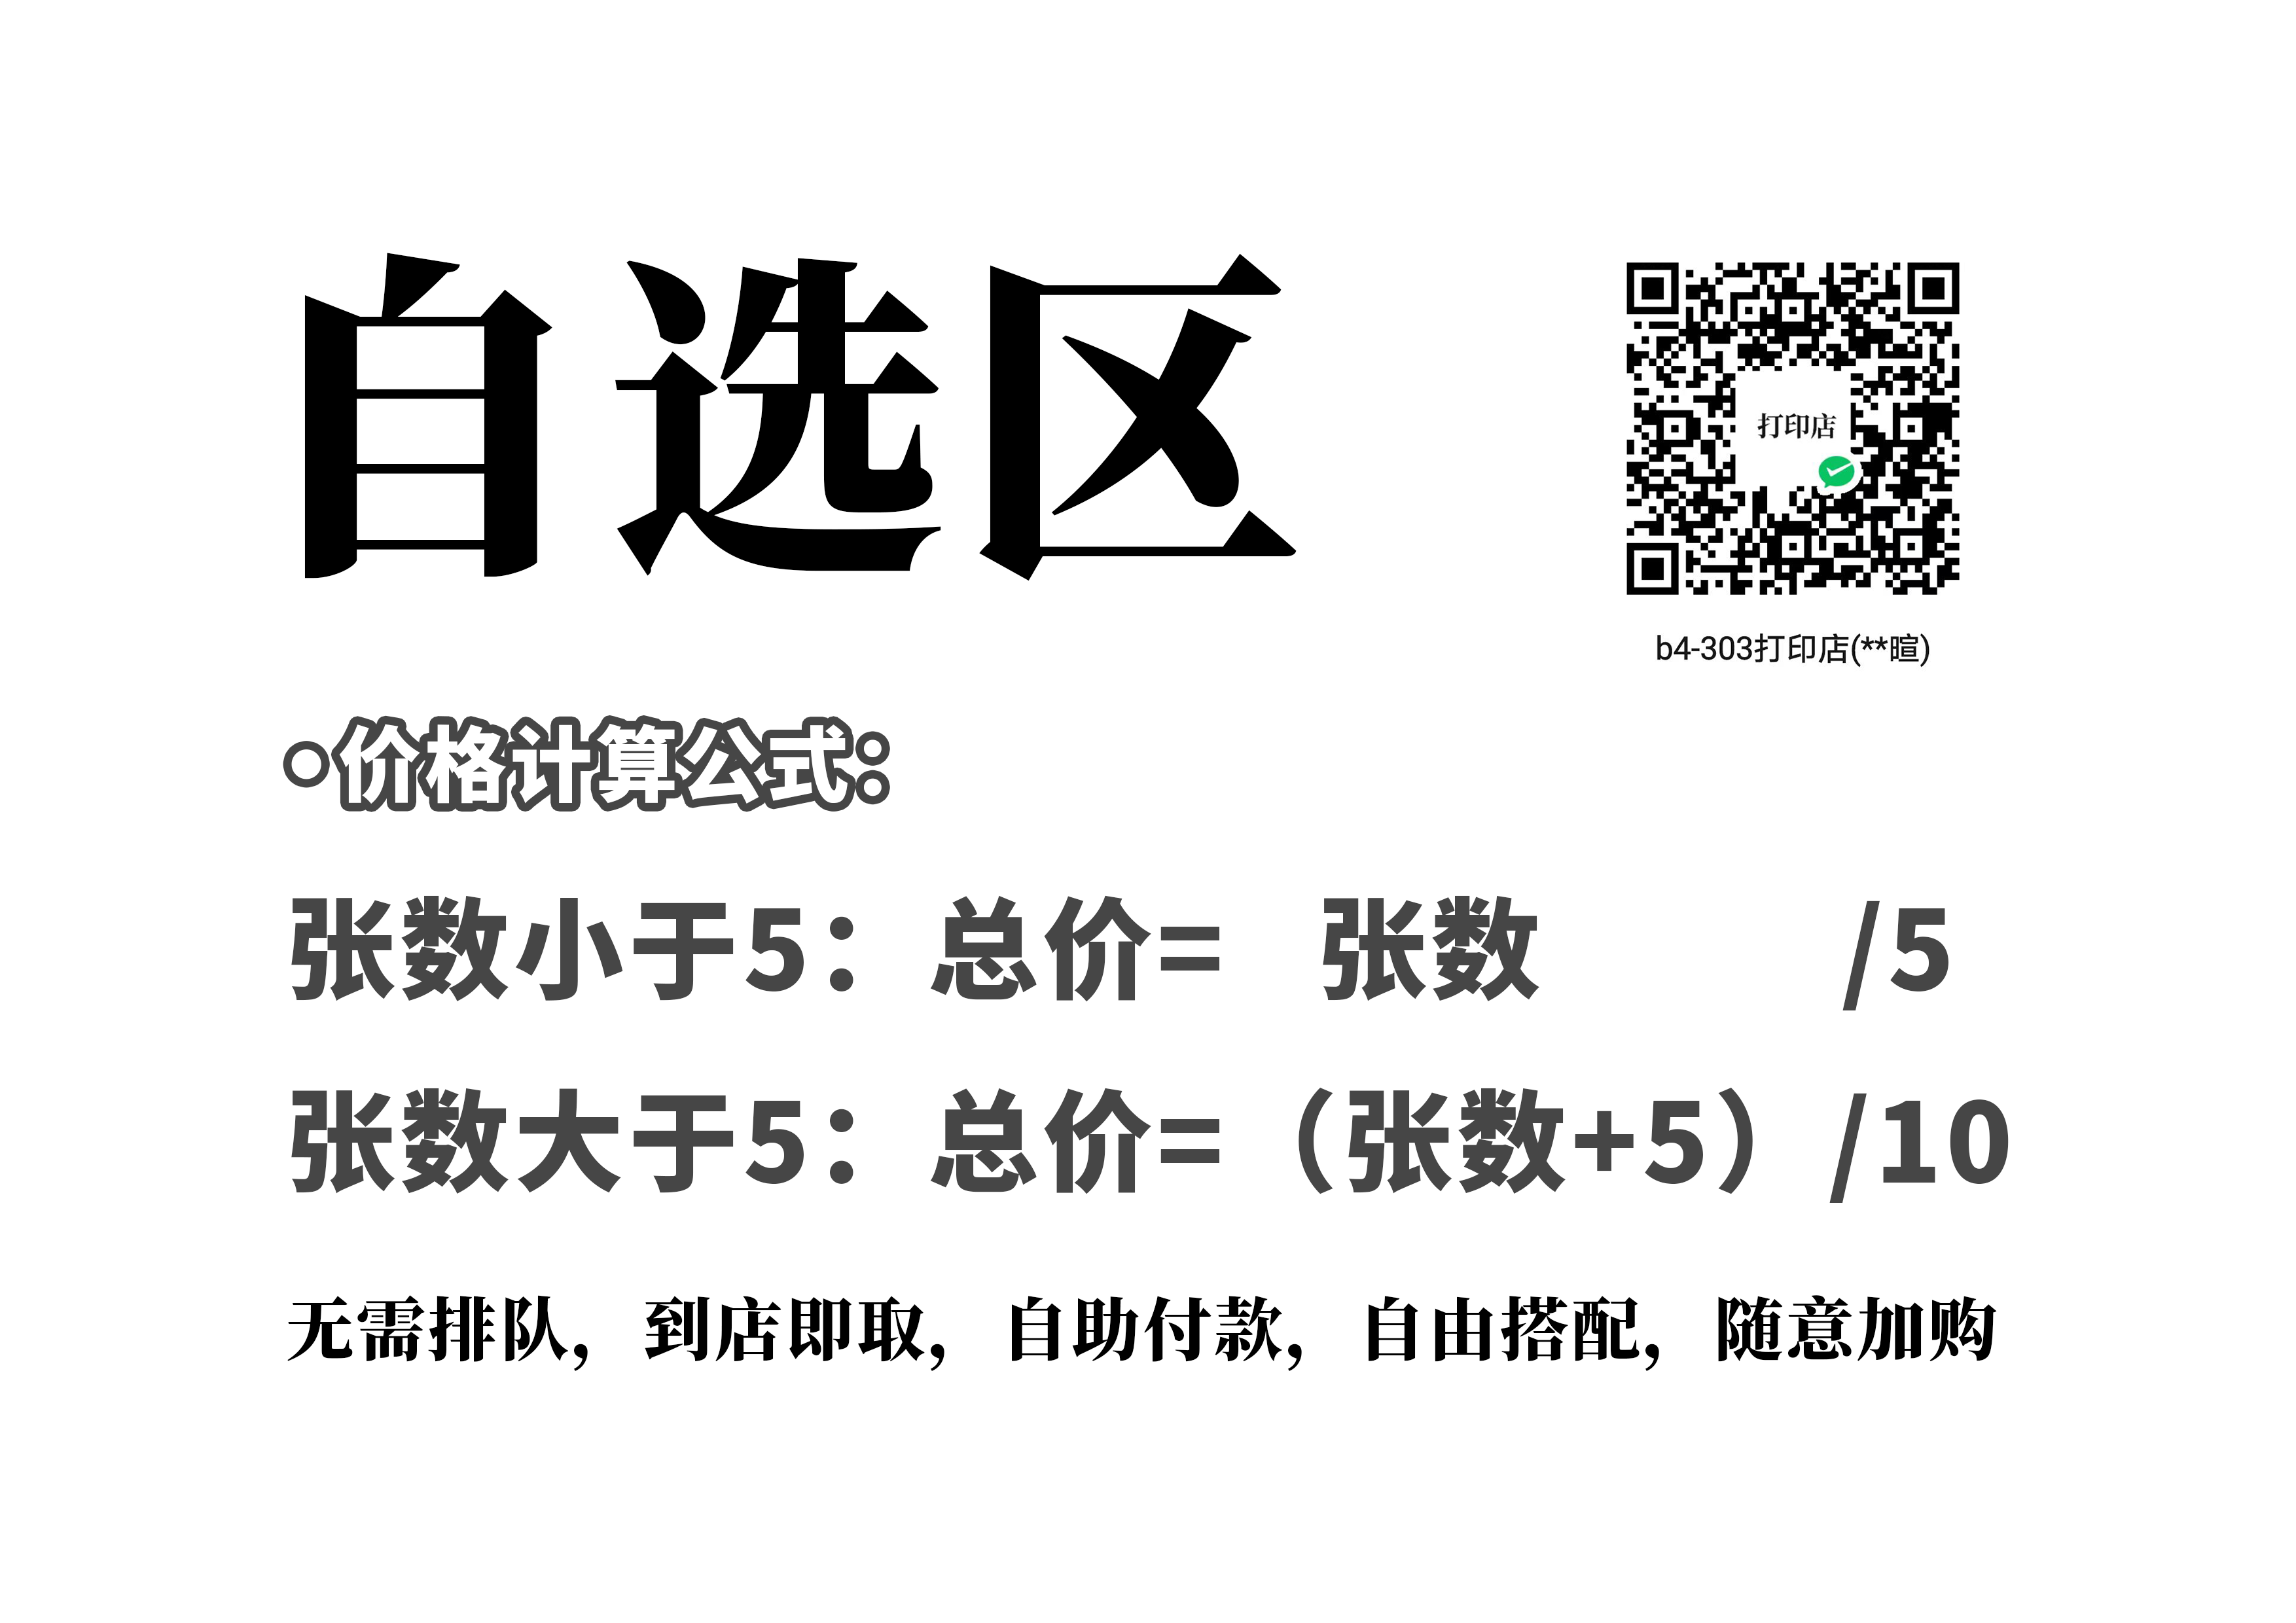 自选区
打印店
b4-303打印店(**暄)
◦价格计算公式：
张数小于5： 总价= 张数 /5
张数大于5： 总价=（张数+5）/10
无需排队， 到店即取， 自助付款， 自由搭配， 随意加购